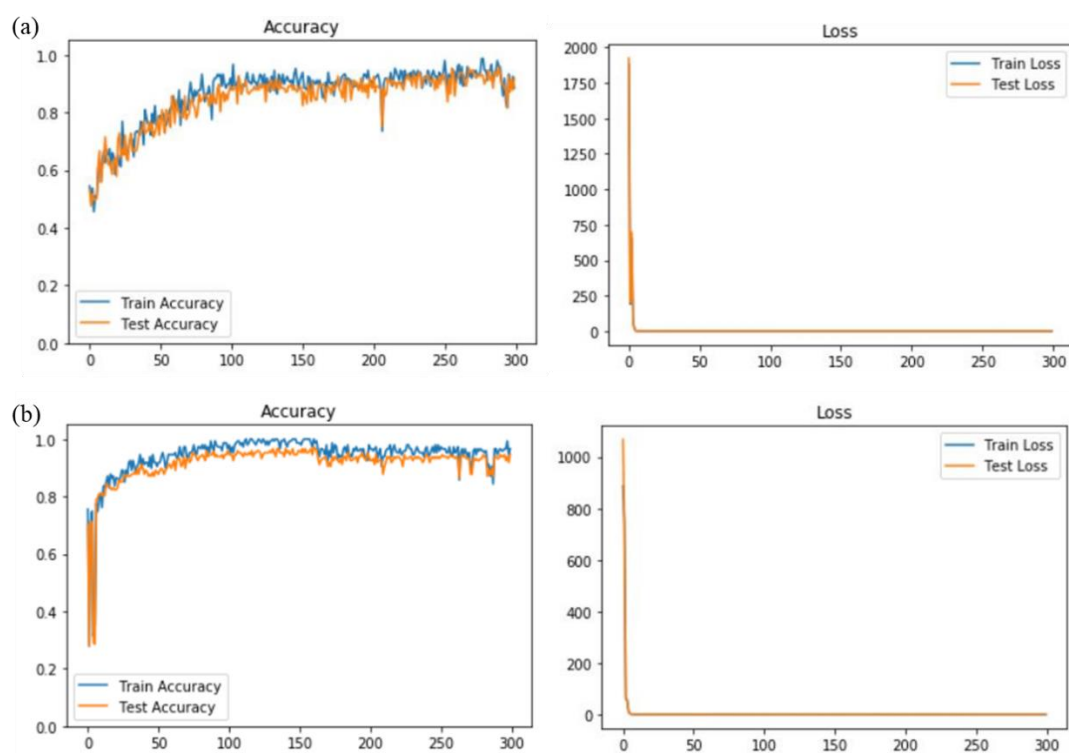 (a)
Accuracy
1.0
0.8
0.6
0.4
0.2
0.0
Train Accuracy
Test Accuracy
0 50 100 150 200 250 300
Loss
2000
1750
1500
1250
1000
750
500
250
0
Train Loss
Test Loss
0 50 100 150 200 250 300
(b)
Accuracy
1.0
0.8
0.6
0.4
0.2
0.0
Train Accuracy
Test Accuracy
0 50 100 150 200 250 300
Loss
1000
800
600
400
200
0
Train Loss
Test Loss
0 50 100 150 200 250 300